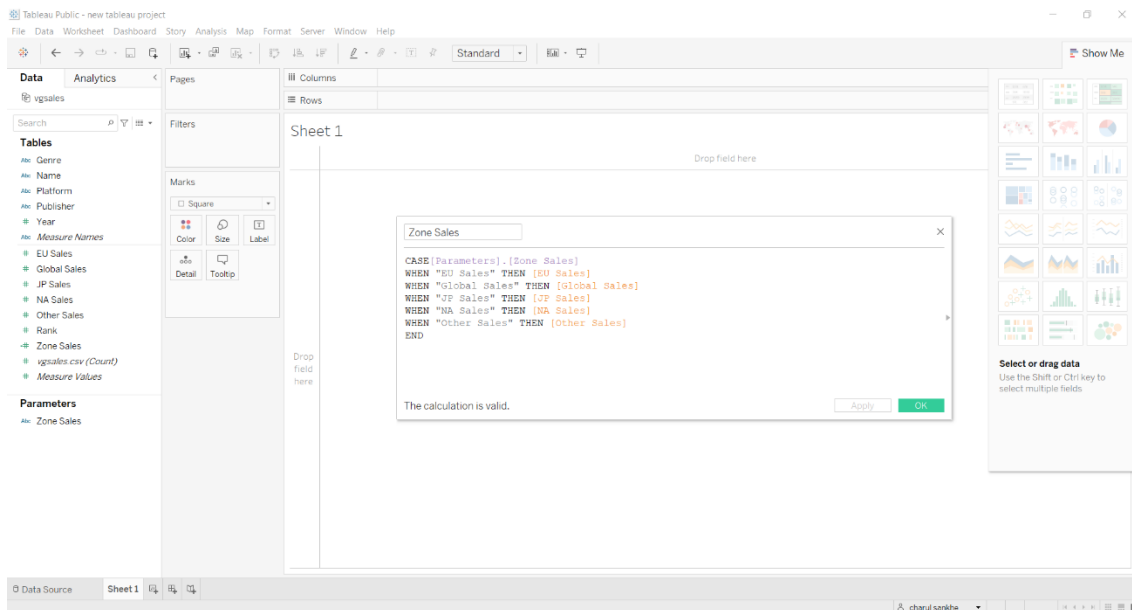 Tableau Public - new tableau project
File Data Worksheet Dashboard Story Analysis Map Format Server Window Help
Standard
Show Me
Data Analytics
Pages
Columns
vgsales
Rows
Search
Filters
Sheet 1
Tables
Abc Genre
Drop field here
Abc Name
Abc Platform
Marks
Abc Publisher
Square
# Year
Abc Measure Names
Color Size Label
# EU Sales
# Global Sales
Detail Tooltip
# JP Sales
# NA Sales
# Other Sales
# Rank
=# Zone Sales
# vgsales.csv (Count)
# Measure Values
Parameters
Abc Zone Sales
Drop
field
here
Zone Sales
CASE[Parameters].[Zone Sales]
WHEN "EU Sales" THEN [EU Sales]
WHEN "Global Sales" THEN [Global Sales]
WHEN "JP Sales" THEN [JP Sales]
WHEN "NA Sales" THEN [NA Sales]
WHEN "Other Sales" THEN [Other Sales]
END
The calculation is valid.
Apply OK
Select or drag data
Use the Shift or Ctrl key to
select multiple fields
Data Source Sheet 1
charul sankhe